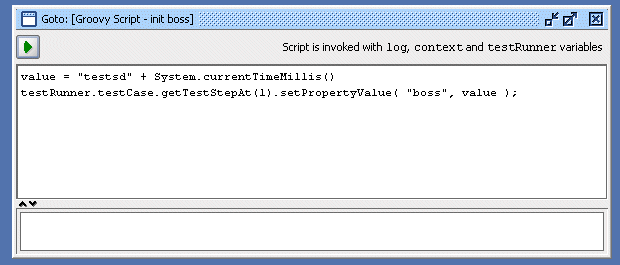 Goto: [Groovy Script - init boss]
Script is invoked with log, context and testRunner variables
value = "testsd" + System.currentTimeMillis()
testRunner.testCase.getTestStepAt(1).setPropertyValue( "boss", value );